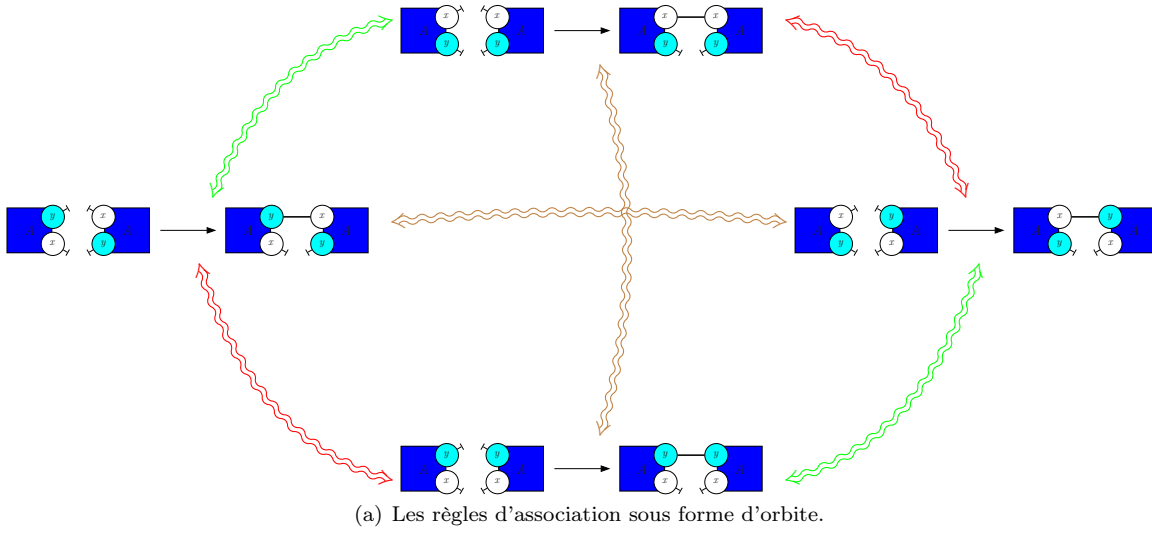 x x x x
A A A A
y y y y
y x y x x y x y
A A A A A A A A
x y x y y x y x
y y y y
A A A A
x x x x
(a) Les règles d'association sous forme d'orbite.